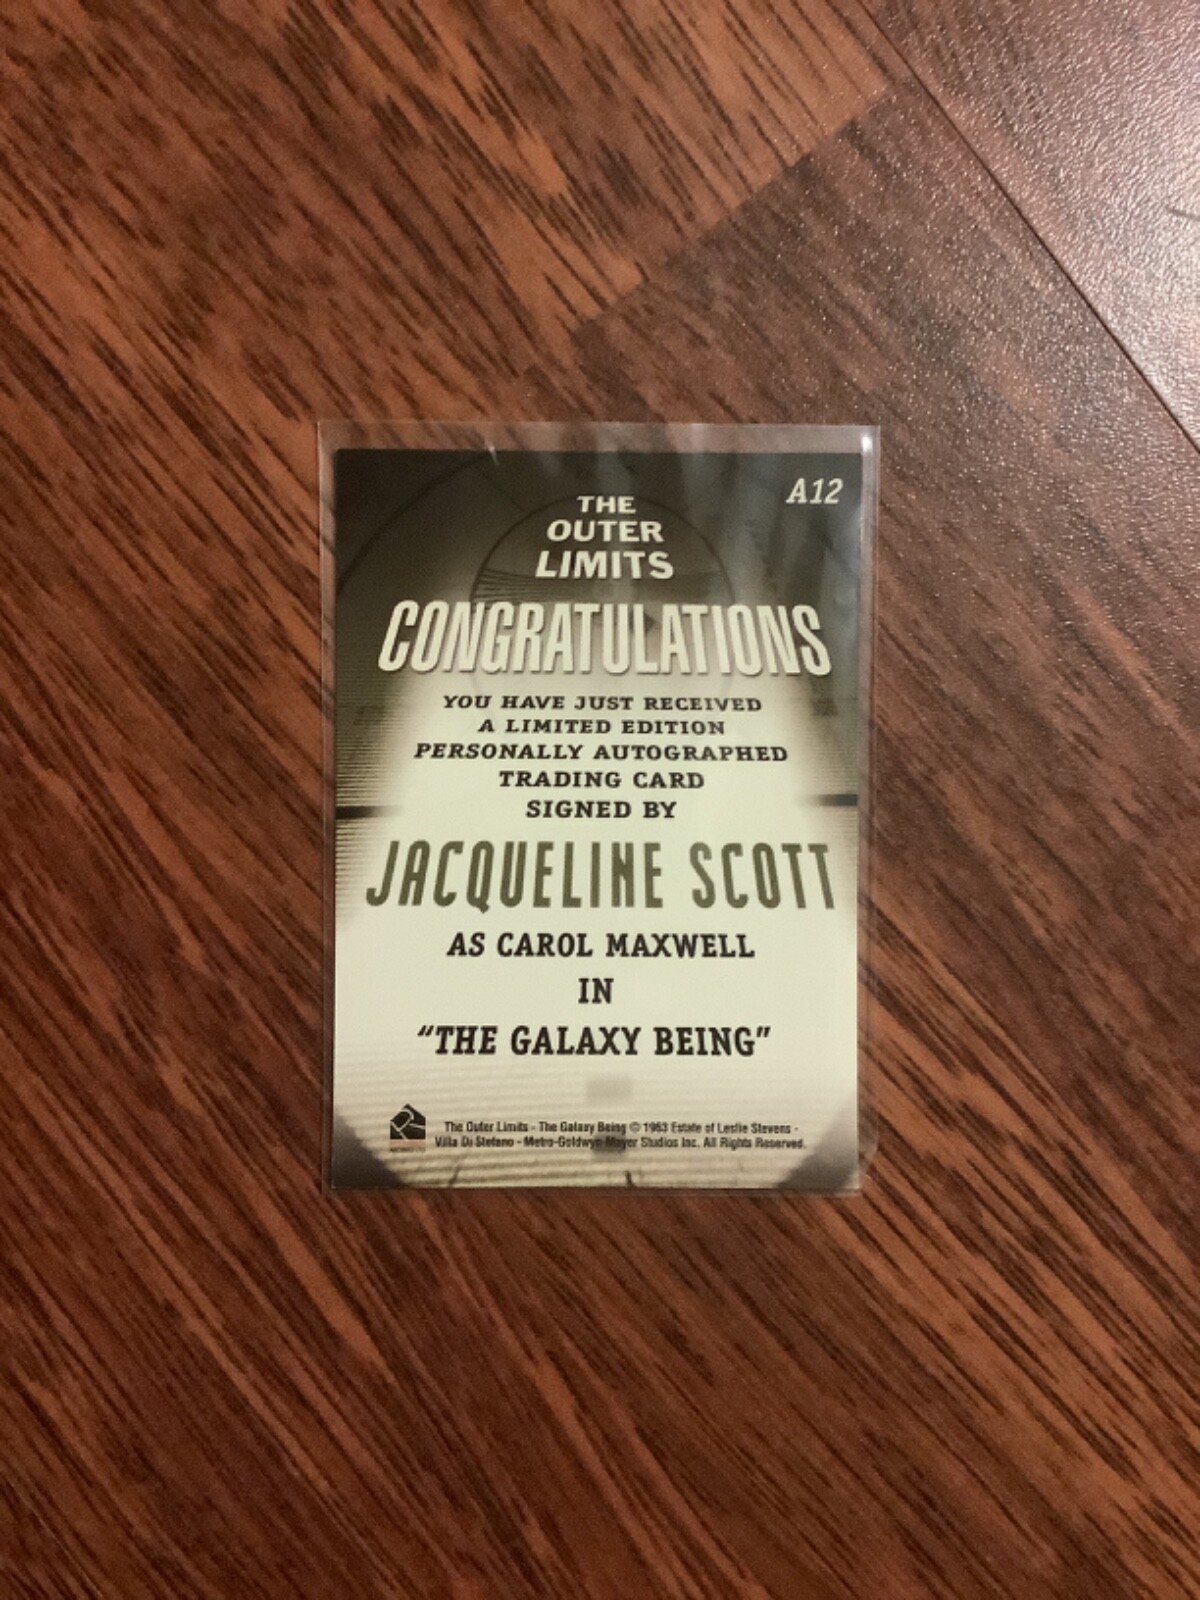 A12
THE
OUTER
LIMITS
CONGRATULATIONS
YOU HAVE JUST RECEIVED
A LIMITED EDITION
PERSONALLY AUTOGRAPHED
TRADING CARD
SIGNED BY
JACQUELINE SCOTT
AS CAROL MAXWELL
IN
"THE GALAXY BEING"
The Outer Limits - The Galaxy Being © 1963 Estate of Leslie Stevens -
Villa Di Stefano - Metro-Goldwyn-Mayer Studios Inc. All Rights Reserved.